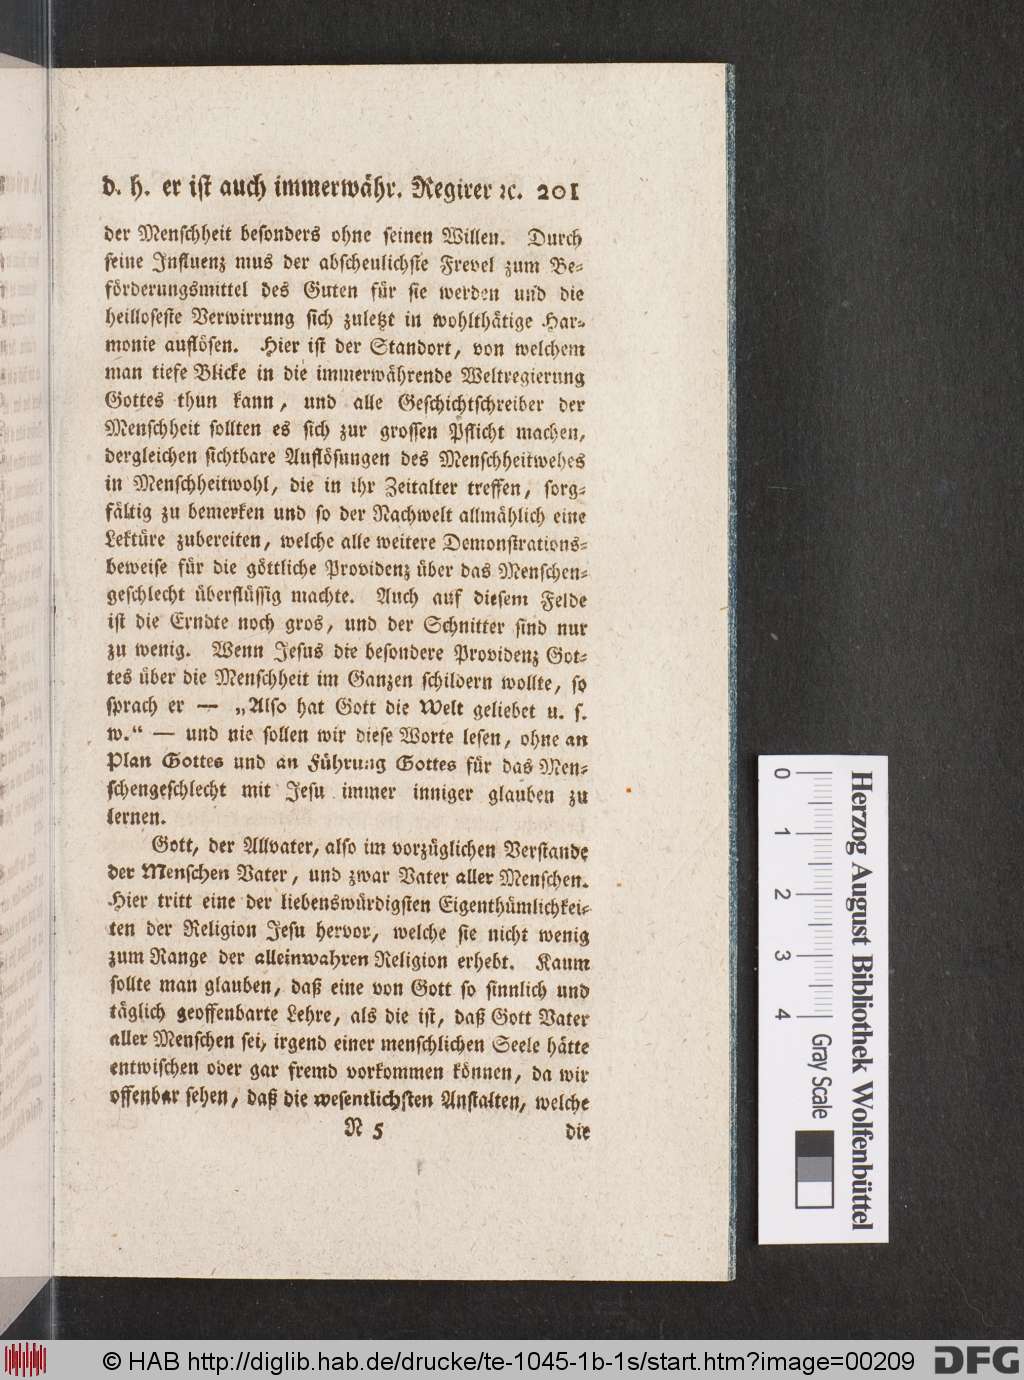 d. h. er ist auch immerwähr. Regirer ꝛc. 201
der Menschheit besonders ohne seinen Willen. Durch
seine Influenz mus der abscheulichste Frevel zum Be-
förderungsmittel des Guten für sie werden und die
heilloseste Verwirrung sich zuletzt in wohlthätige Har-
monie auflösen. Hier ist der Standort, von welchem
man tiefe Blicke in die immerwährende Weltregierung
Gottes thun kann, und alle Geschichtschreiber der
Menschheit sollten es sich zur grossen Pflicht machen,
dergleichen sichtbare Auflösungen des Menschheitwehes
in Menschheitwohl, die in ihr Zeitalter treffen, sorg-
fältig zu bemerken und so der Nachwelt allmählich eine
Lektüre zubereiten, welche alle weitere Demonstrations-
beweise für die göttliche Providenz über das Menschen-
geschlecht überflüssig machte. Auch auf diesem Felde
ist die Erndte noch gros, und der Schnitter sind nur
zu wenig. Wenn Jesus die besondere Providenz Got-
tes über die Menschheit im Ganzen schildern wollte, so
sprach er — „Also hat Gott die Welt geliebet u. s.
w.“ — und nie sollen wir diese Worte lesen, ohne an
Plan Gottes und an Führung Gottes für das Men-
schengeschlecht mit Jesu immer inniger glauben zu
lernen.
Gott, der Allvater, also im vorzüglichen Verstande
der Menschen Vater, und zwar Vater aller Menschen.
Hier tritt eine der liebenswürdigsten Eigenthümlichkei-
ten der Religion Jesu hervor, welche sie nicht wenig
zum Range der alleinwahren Religion erhebt. Kaum
sollte man glauben, daß eine von Gott so sinnlich und
täglich geoffenbarte Lehre, als die ist, daß Gott Vater
aller Menschen sei, irgend einer menschlichen Seele hätte
entwischen oder gar fremd vorkommen können, da wir
offenbar sehen, daß die wesentlichsten Anstalten, welche
N 5 die
0 1 2 3 4 Gray Scale
Herzog August Bibliothek Wolfenbüttel
© HAB http://diglib.hab.de/drucke/te-1045-1b-1s/start.htm?image=00209 DFG